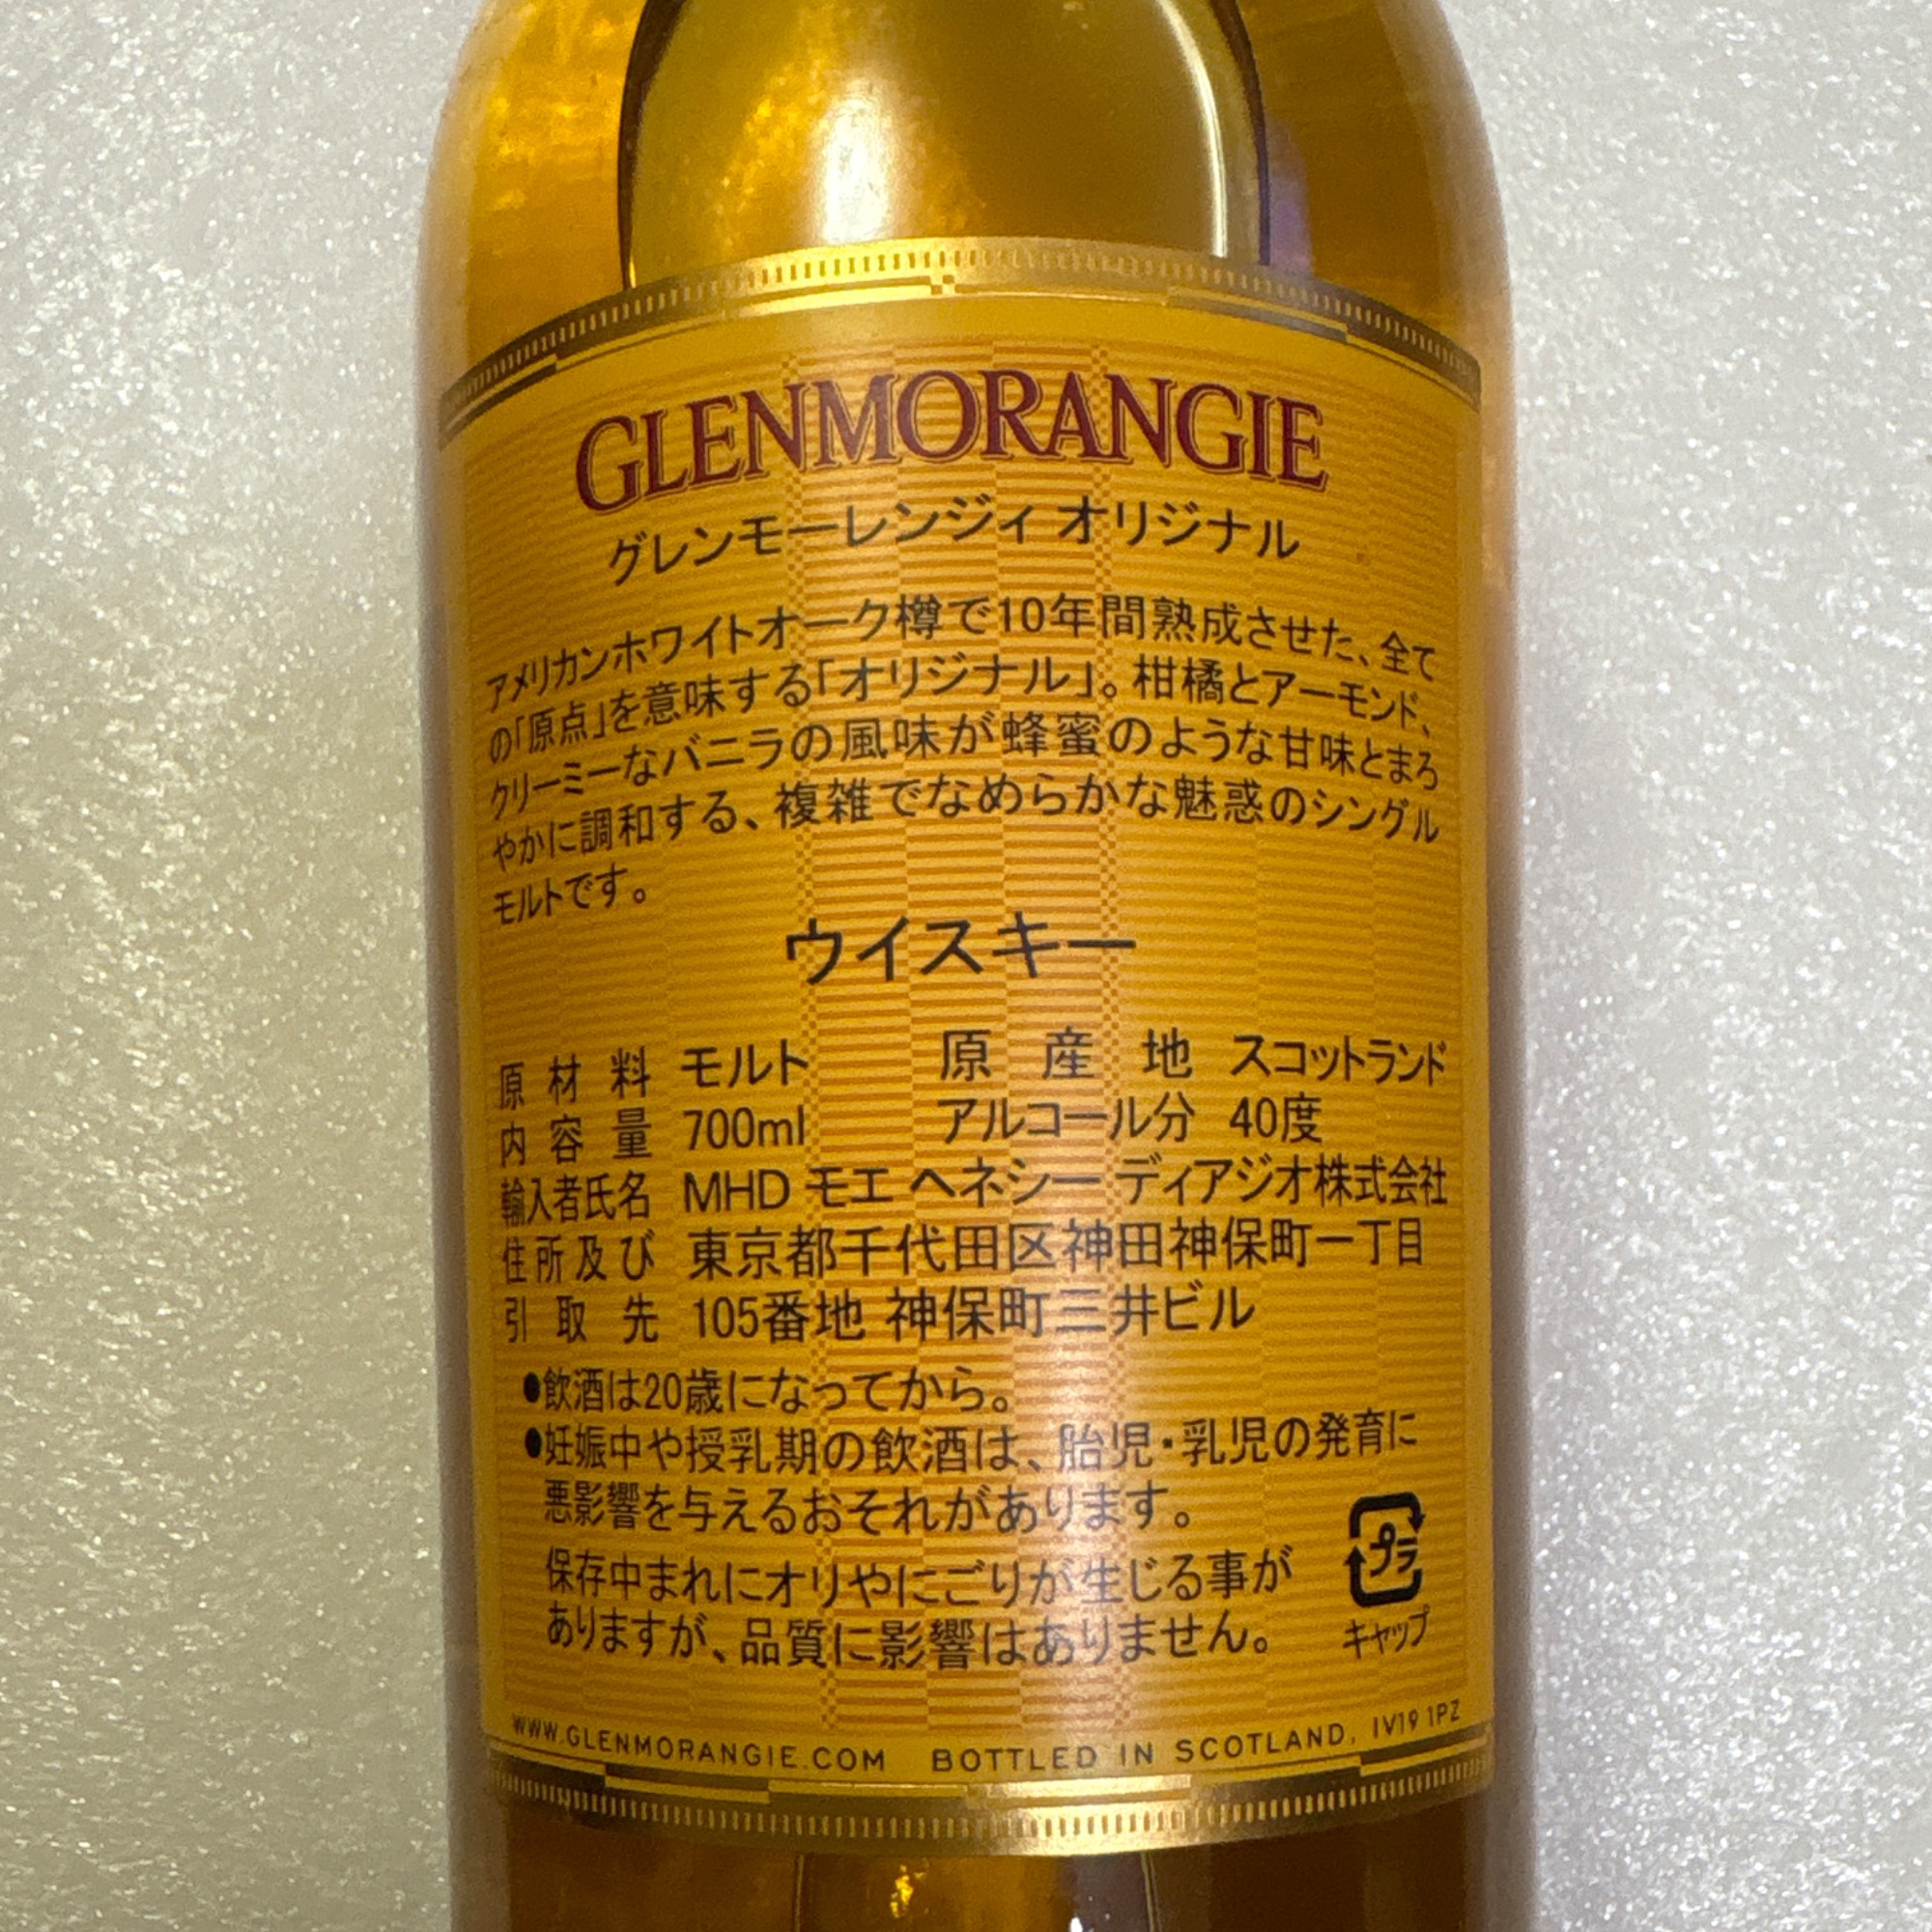 GLENMORANGIE
グレンモーレンジィ オリジナル
アメリカンホワイトオーク樽で10年間熟成させた、全て
の「原点」を意味する「オリジナル」。柑橘とアーモンド、
クリーミーなバニラの風味が蜂蜜のような甘味とまろ
やかに調和する、複雑でなめらかな魅惑のシングル
モルトです。
ウイスキー
原材料 モルト 原産地 スコットランド
内容量 700ml アルコール分 40度
輸入者氏名 MHD モエ ヘネシー ディアジオ株式会社
住所及び 東京都千代田区神田神保町一丁目
引取先 105番地 神保町三井ビル
●飲酒は20歳になってから。
●妊娠中や授乳期の飲酒は、胎児・乳児の発育に
悪影響を与えるおそれがあります。
保存中まれにオリやにごりが生じる事が
ありますが、品質に影響はありません。
プラ
キャップ
WWW.GLENMORANGIE.COM BOTTLED IN SCOTLAND, IV19 1PZ